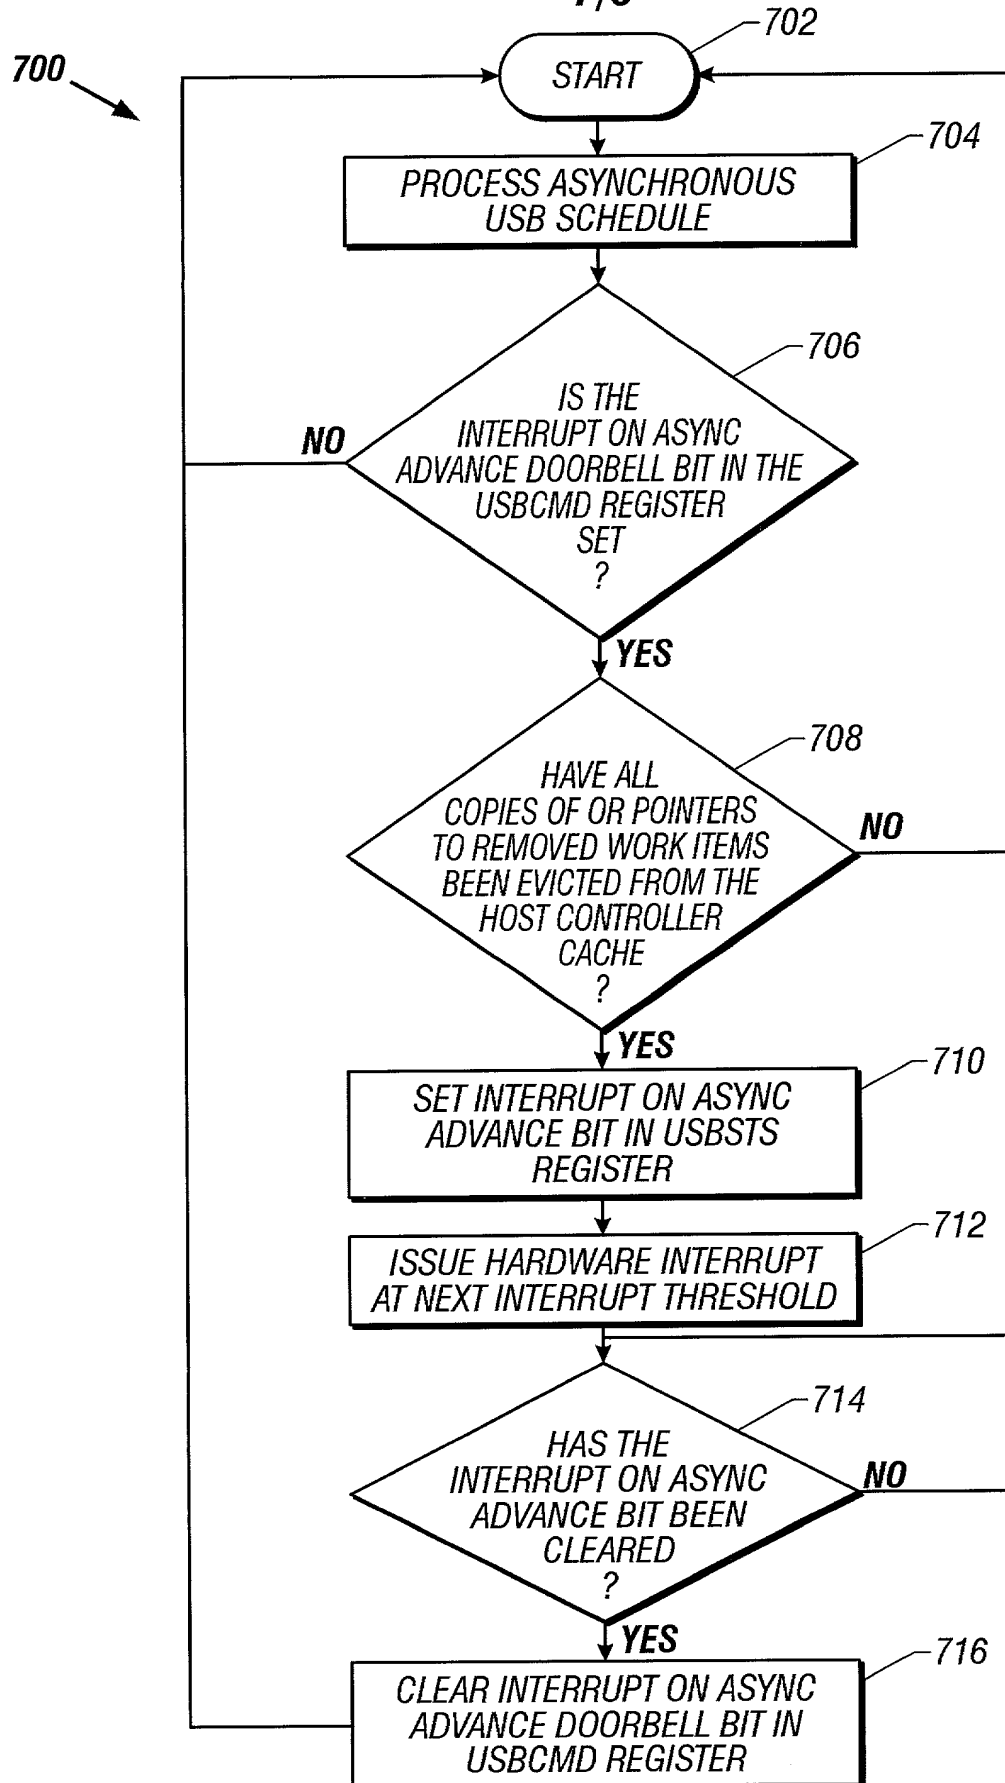 702
700
START
704
PROCESS ASYNCHRONOUS
USB SCHEDULE
706
IS THE
INTERRUPT ON ASYNC
ADVANCE DOORBELL BIT IN THE
USBCMD REGISTER
SET
?
NO
YES
708
HAVE ALL
COPIES OF OR POINTERS
TO REMOVED WORK ITEMS
BEEN EVICTED FROM THE
HOST CONTROLLER
CACHE
?
NO
YES
710
SET INTERRUPT ON ASYNC
ADVANCE BIT IN USBSTS
REGISTER
712
ISSUE HARDWARE INTERRUPT
AT NEXT INTERRUPT THRESHOLD
714
HAS THE
INTERRUPT ON ASYNC
ADVANCE BIT BEEN
CLEARED
?
NO
YES
716
CLEAR INTERRUPT ON ASYNC
ADVANCE DOORBELL BIT IN
USBCMD REGISTER